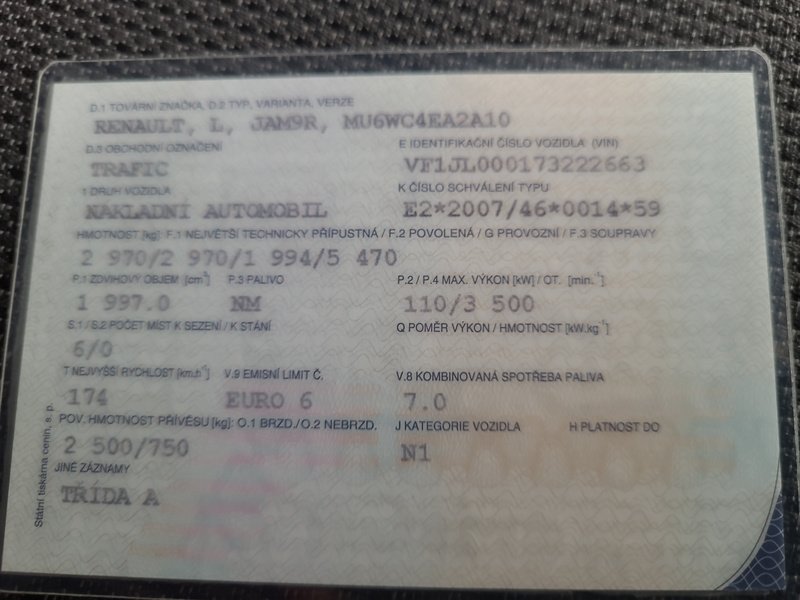 D.1 TOVÁRNÍ ZNAČKA, D.2 TYP, VARIANTA, VERZE
RENAULT, L, JAM9R, MU6WC4EA2A10
D.3 OBCHODNÍ OZNAČENÍ E IDENTIFIKAČNÍ ČÍSLO VOZIDLA (VIN)
TRAFIC VF1JL000173222663
1 DRUH VOZIDLA K ČÍSLO SCHVÁLENÍ TYPU
NÁKLADNÍ AUTOMOBIL E2*2007/46*0014*59
HMOTNOST [kg]: F.1 NEJVĚTŠÍ TECHNICKY PŘÍPUSTNÁ / F.2 POVOLENÁ / G PROVOZNÍ / F.3 SOUPRAVY
2 970/2 970/1 994/5 470
P.1 ZDVIHOVÝ OBJEM [cm³] P.3 PALIVO P.2 / P.4 MAX. VÝKON [kW] / OT. [min.⁻¹]
1 997.0 NM 110/3 500
S.1 / S.2 POČET MÍST K SEZENÍ / K STÁNÍ Q POMĚR VÝKON / HMOTNOST [kW.kg⁻¹]
6/0
T NEJVYŠŠÍ RYCHLOST [km.h⁻¹] V.9 EMISNÍ LIMIT Č. V.8 KOMBINOVANÁ SPOTŘEBA PALIVA
174 EURO 6 7.0
POV. HMOTNOST PŘÍVĚSU [kg]: O.1 BRZD. / O.2 NEBRZD. J KATEGORIE VOZIDLA H PLATNOST DO
2 500/750 N1
JINÉ ZÁZNAMY
TŘÍDA A
Státní tiskárna cenin, s. p.